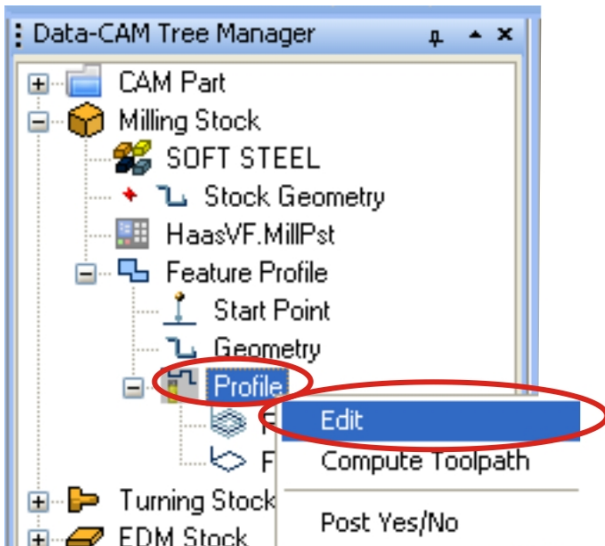 Data-CAM Tree Manager
CAM Part
Milling Stock
SOFT STEEL
Stock Geometry
HaasVF.MillPst
Feature Profile
Start Point
Geometry
Profile
Edit
F
Compute Toolpath
F
Turning Stock
Post Yes/No
EDM Stock